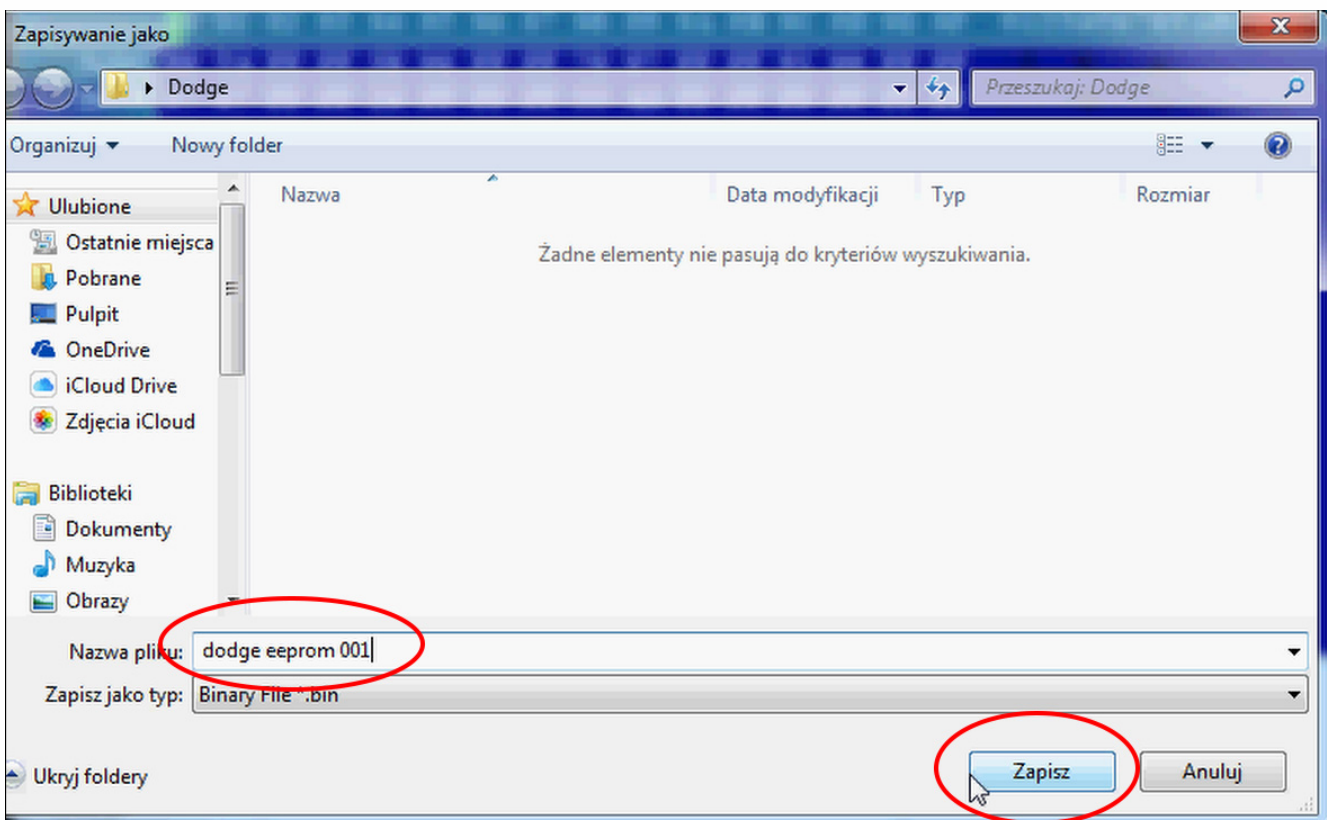 Zapisywanie jako
Dodge
Przeszukaj: Dodge
Organizuj Nowy folder
Nazwa Data modyfikacji Typ Rozmiar
Żadne elementy nie pasują do kryteriów wyszukiwania.
Ulubione
Ostatnie miejsca
Pobrane
Pulpit
OneDrive
iCloud Drive
Zdjęcia iCloud
Biblioteki
Dokumenty
Muzyka
Obrazy
Nazwa pliku: dodge eeprom 001
Zapisz jako typ: Binary File *.bin
Ukryj foldery
Zapisz Anuluj